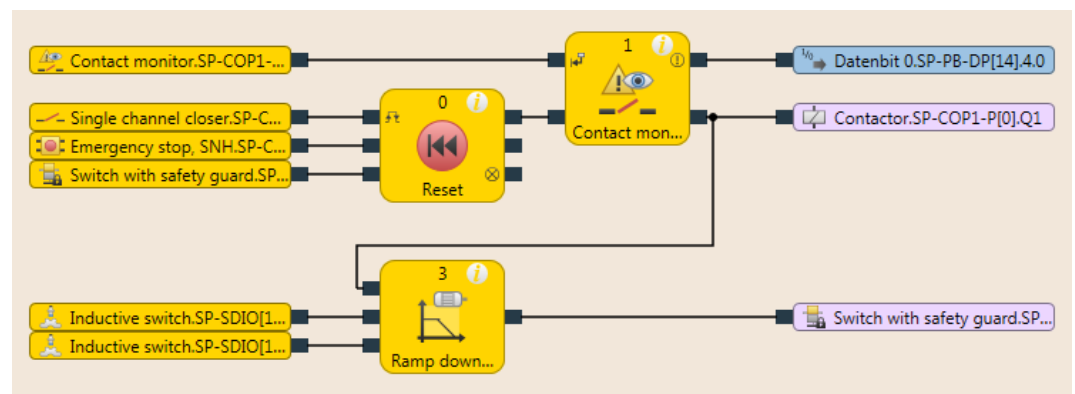 1
Contact monitor.SP-COP1-...
Datenbit 0.SP-PB-DP[14].4.0
0
Single channel closer.SP-C...
Contact mon...
Contactor.SP-COP1-P[0].Q1
Emergency stop, SNH.SP-C...
Switch with safety guard.SP...
Reset
3
Inductive switch.SP-SDIO[1...
Switch with safety guard.SP...
Inductive switch.SP-SDIO[1...
Ramp down...